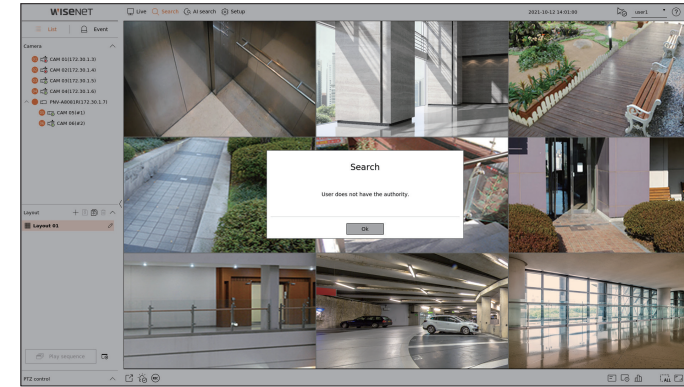 WISENET
Live Search AI search Setup
2021-10-12 14:01:00
user1
List Event
Camera
CAM 01(172.30.1.3)
CAM 02(172.30.1.4)
CAM 03(172.30.1.5)
CAM 04(172.30.1.6)
PNV-A9081R(172.30.1.7)
CAM 05(#1)
CAM 06(#2)
Search
User does not have the authority.
Ok
Layout
Layout 01
Play sequence
PTZ control
ALL